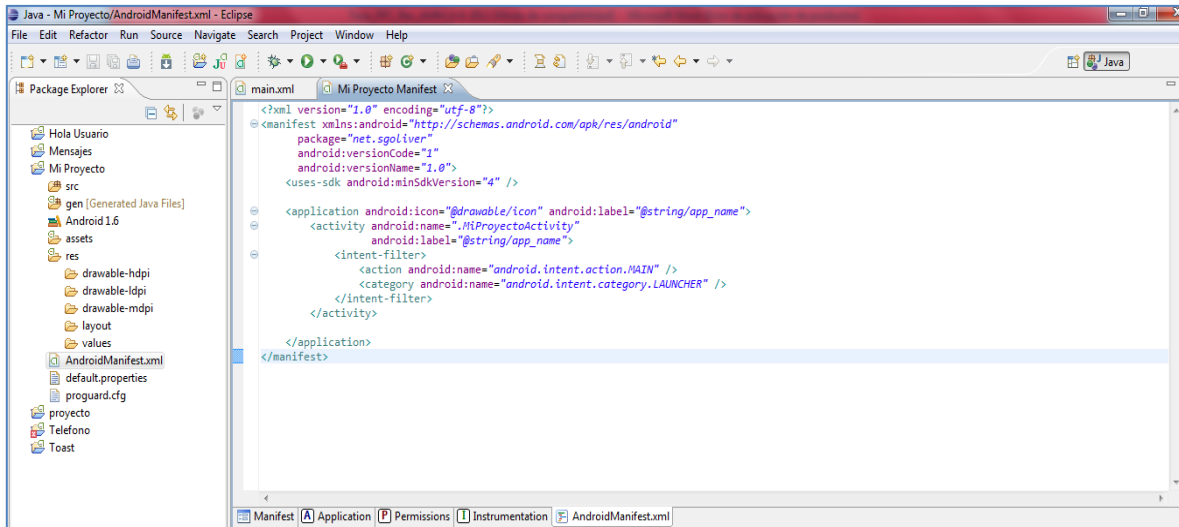 Java - Mi Proyecto/AndroidManifest.xml - Eclipse
File Edit Refactor Run Source Navigate Search Project Window Help
Java
Package Explorer
main.xml
Mi Proyecto Manifest
Hola Usuario
Mensajes
Mi Proyecto
src
gen [Generated Java Files]
Android 1.6
assets
res
drawable-hdpi
drawable-ldpi
drawable-mdpi
layout
values
AndroidManifest.xml
default.properties
proguard.cfg
proyecto
Telefono
Toast
<?xml version="1.0" encoding="utf-8"?>
<manifest xmlns:android="http://schemas.android.com/apk/res/android"
package="net.sgoliver"
android:versionCode="1"
android:versionName="1.0">
<uses-sdk android:minSdkVersion="4" />
<application android:icon="@drawable/icon" android:label="@string/app_name">
<activity android:name=".MiProyectoActivity"
android:label="@string/app_name">
<intent-filter>
<action android:name="android.intent.action.MAIN" />
<category android:name="android.intent.category.LAUNCHER" />
</intent-filter>
</activity>
</application>
</manifest>
Manifest A Application P Permissions I Instrumentation AndroidManifest.xml